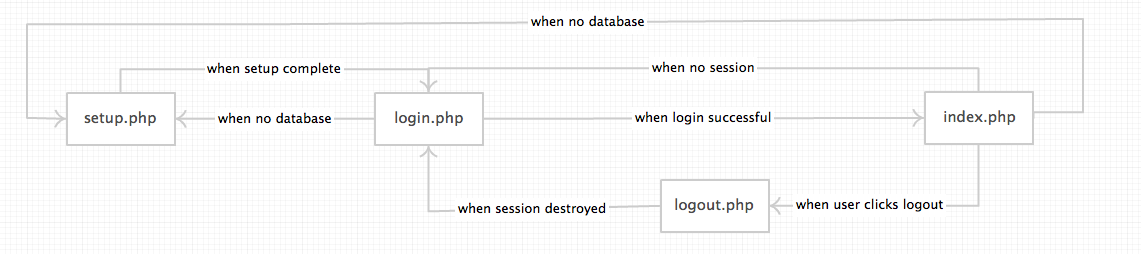 when no database
when setup complete
when no session
setup.php
when no database
login.php
when login successful
index.php
when session destroyed
logout.php
when user clicks logout